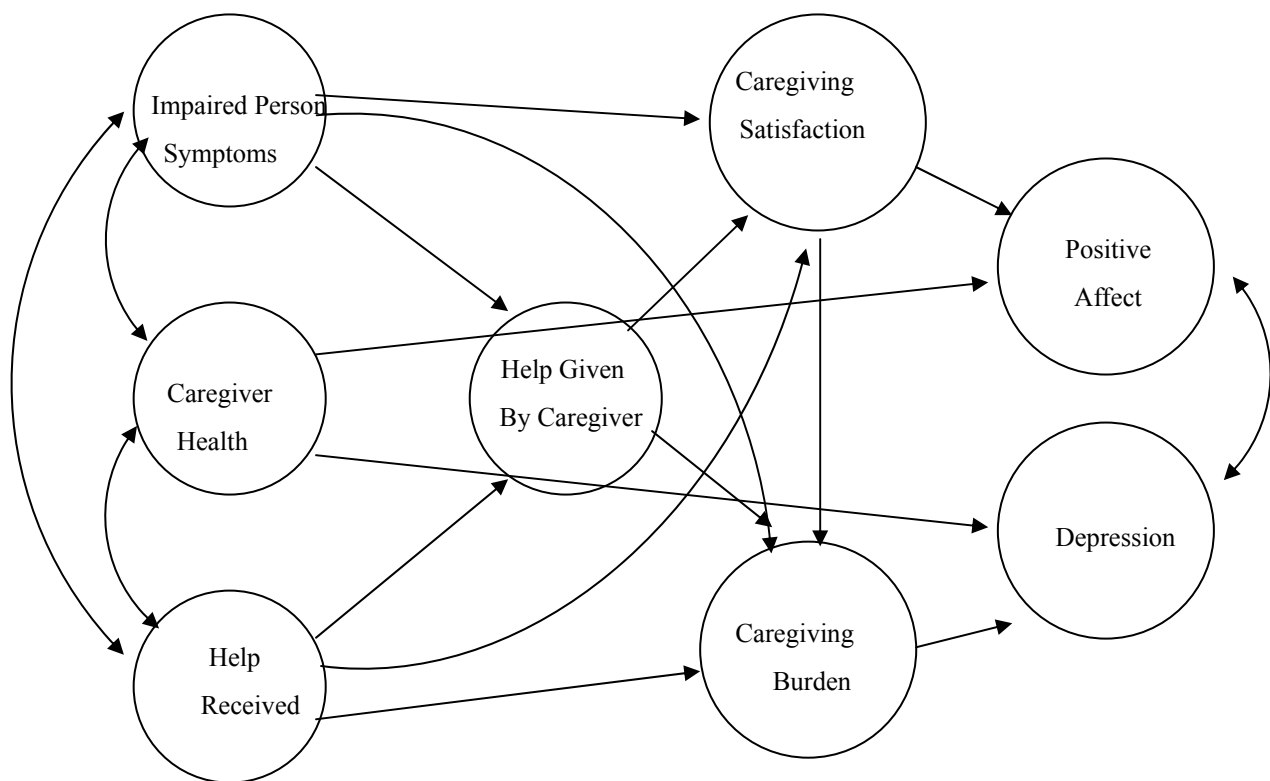 Impaired Person
Symptoms
Caregiving
Satisfaction
Positive
Affect
Caregiver
Health
Help Given
By Caregiver
Depression
Help
Received
Caregiving
Burden